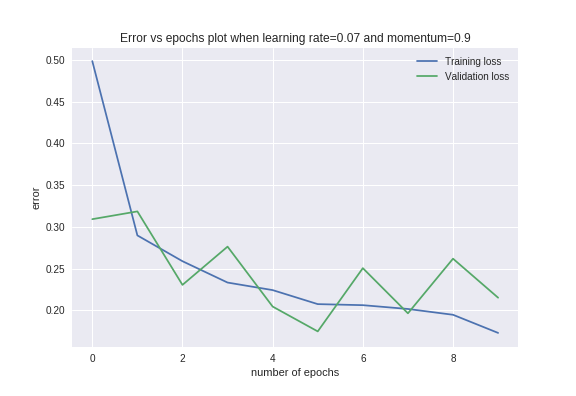 Error vs epochs plot when learning rate=0.07 and momentum=0.9
Training loss
Validation loss
0.50
0.45
0.40
0.35
0.30
0.25
0.20
error
0 2 4 6 8
number of epochs